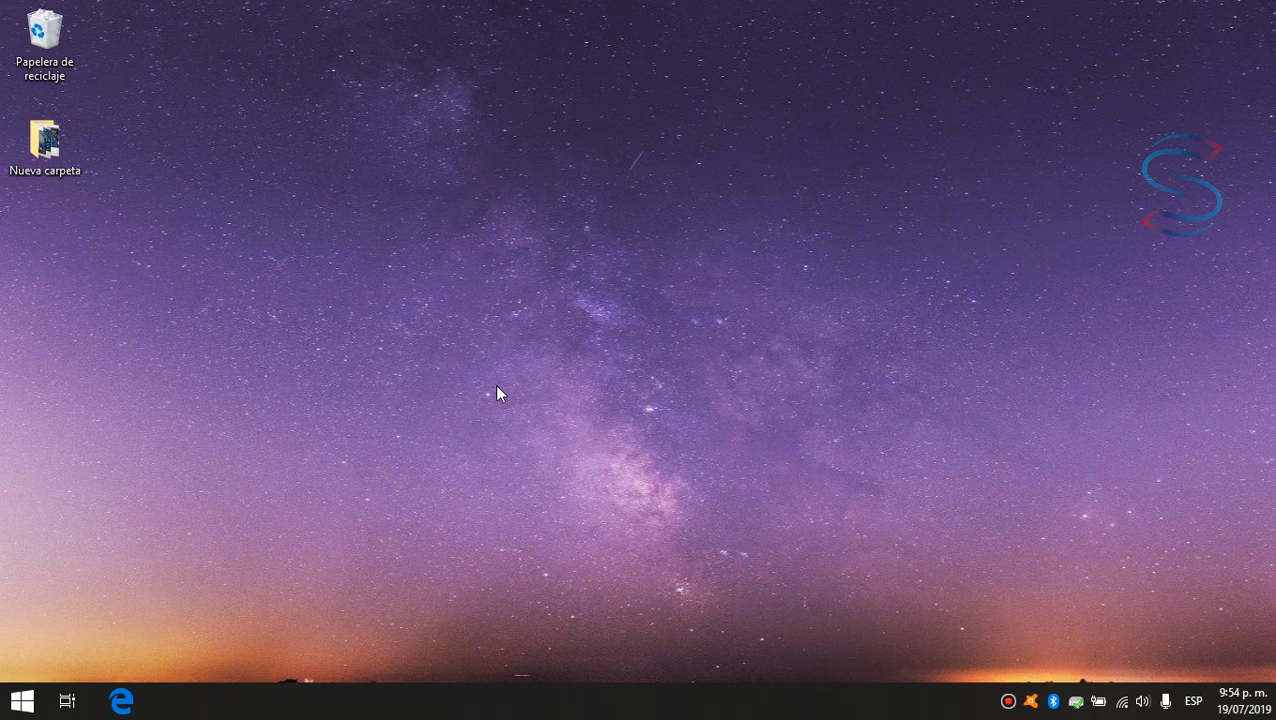 Papelera de
reciclaje
Nueva carpeta
ESP
9:54 p. m.
19/07/2019